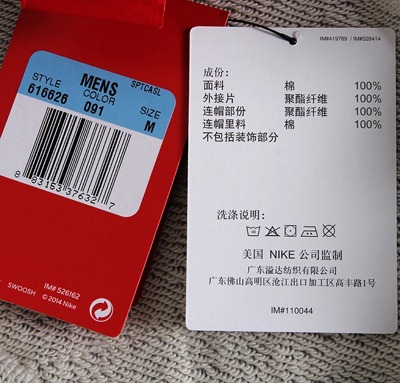 STYLE
616626
MENS
COLOR
091
SPTCASL
SIZE
M
8 83153 37632 7
IM# 526162
SWOOSH
© 2014 Nike
IM#419789 / IM#528414
成份：
面料 棉 100%
外接片 聚酯纤维 100%
连帽部份 聚酯纤维 100%
连帽里料 棉 100%
不包括装饰部分
洗涤说明：
美国 NIKE 公司监制
广东溢达纺织有限公司
广东佛山高明区沧江出口加工区高丰路1号
IM#110044